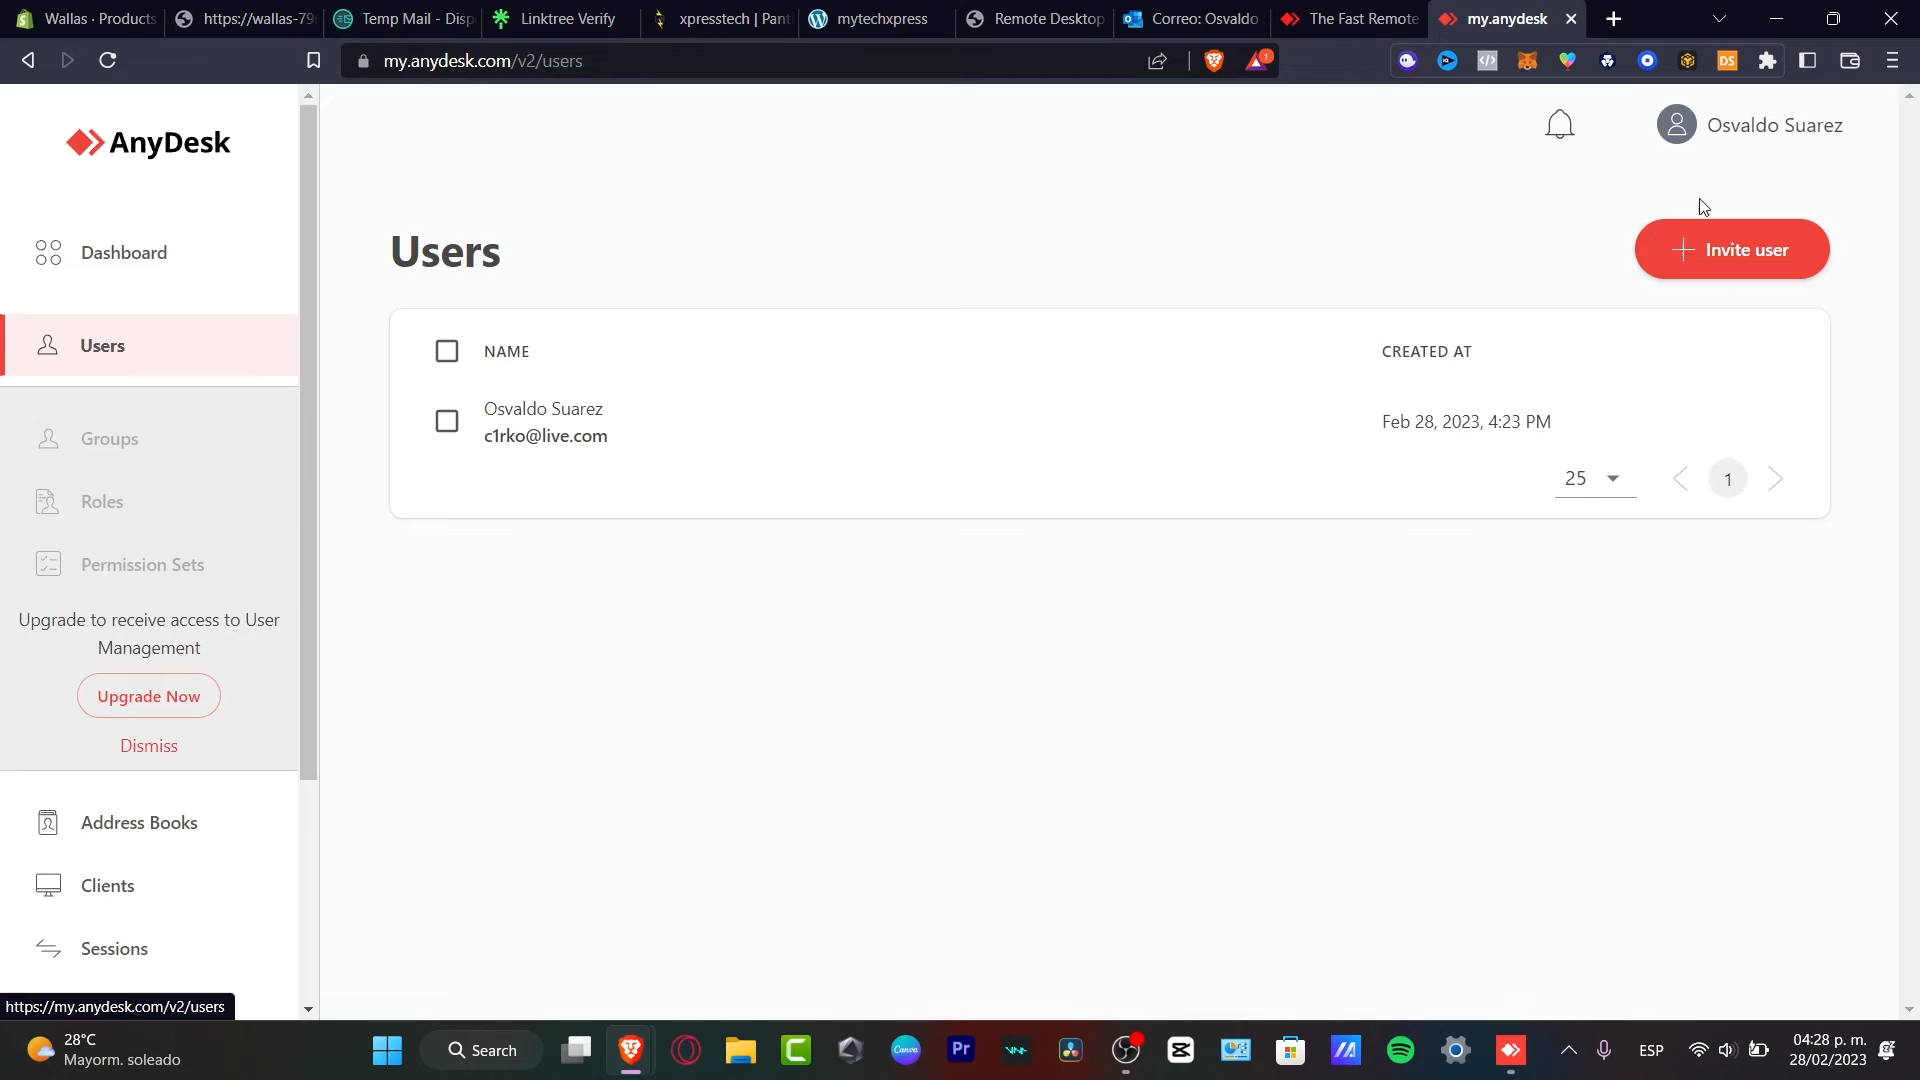 Wallas · Products
https://wallas-79
Temp Mail - Disp
Linktree Verify
xpresstech | Pant
mytechxpress
Remote Desktop
Correo: Osvaldo
The Fast Remote
my.anydesk
my.anydesk.com/v2/users
1
DS
AnyDesk
Osvaldo Suarez
Dashboard
Users
Invite user
Users
NAME
CREATED AT
Osvaldo Suarez
c1rko@live.com
Feb 28, 2023, 4:23 PM
Groups
25
1
Roles
Permission Sets
Upgrade to receive access to User
Management
Upgrade Now
Dismiss
Address Books
Clients
Sessions
https://my.anydesk.com/v2/users
28°C
Mayorm. soleado
Search
Canva
Pr
ESP
04:28 p. m.
28/02/2023